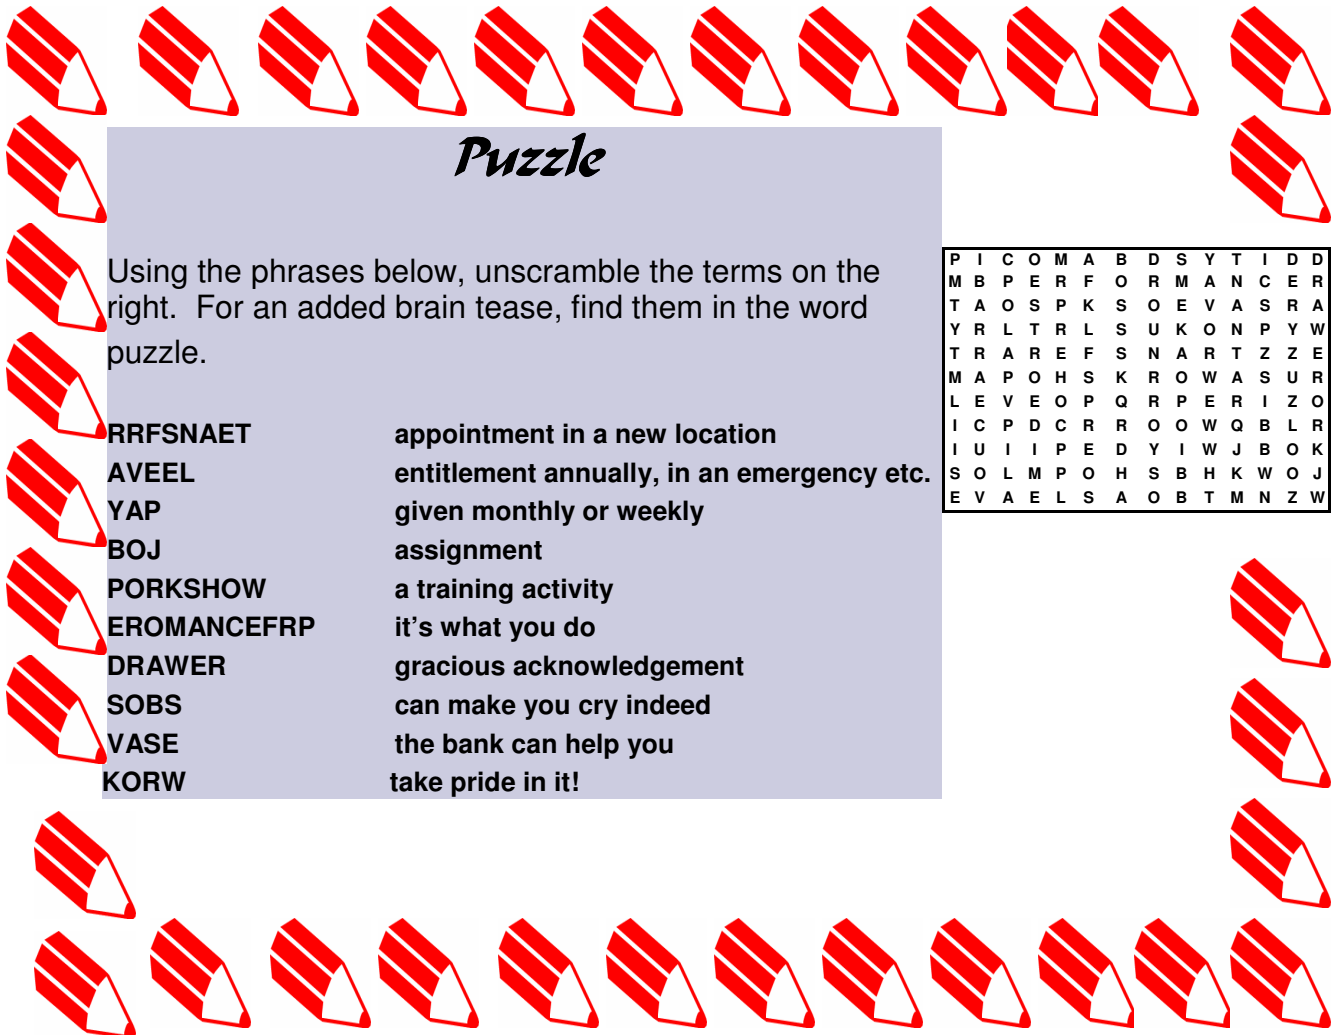 Puzzle
Using the phrases below, unscramble the terms on the
right.  For an added brain tease, find them in the word
puzzle.
RRFSNAET appointment in a new location
AVEEL entitlement annually, in an emergency etc.
YAP given monthly or weekly
BOJ assignment
PORKSHOW a training activity
EROMANCEFRP it's what you do
DRAWER gracious acknowledgement
SOBS can make you cry indeed
VASE the bank can help you
KORW take pride in it!
P I C O M A B D S Y T I D D
M B P E R F O R M A N C E R
T A O S P K S O E V A S R A
Y R L T R L S U K O N P Y W
T R A R E F S N A R T Z Z E
M A P O H S K R O W A S U R
L E V E O P Q R P E R I Z O
I C P D C R R O O W Q B L R
I U I I P E D Y I W J B O K
S O L M P O H S B H K W O J
E V A E L S A O B T M N Z W